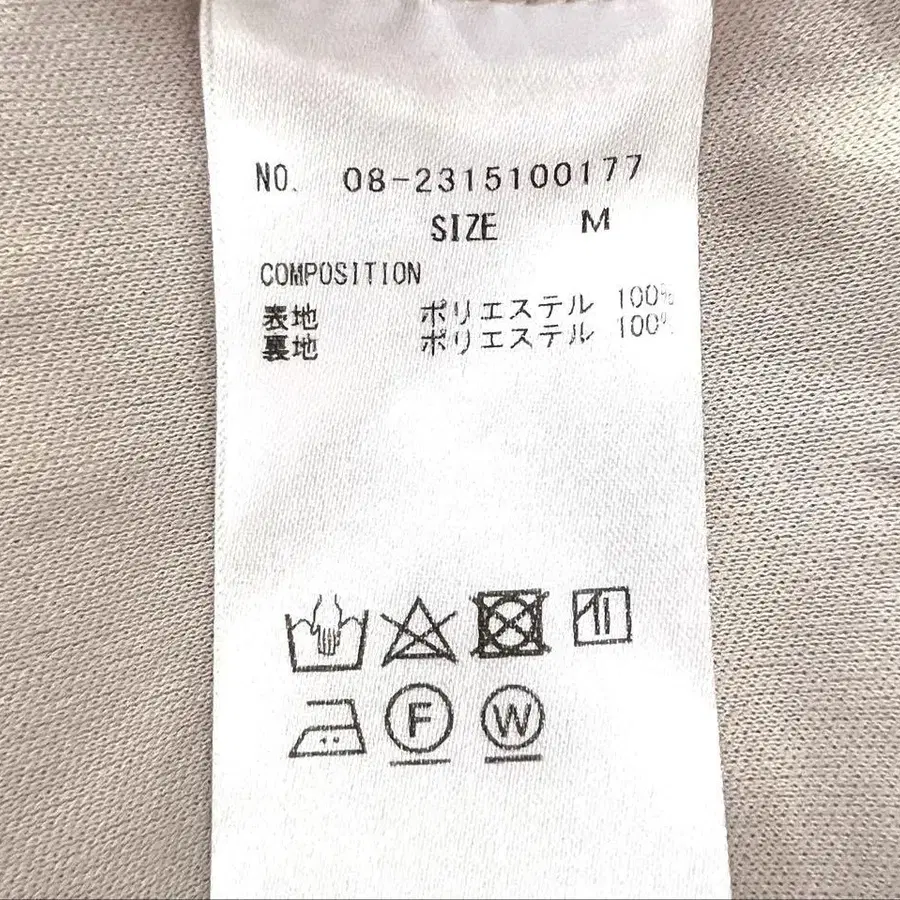 NO. 08-2315100177
SIZE M
COMPOSITION
表地 ポリエステル 100%
裏地 ポリエステル 100%
F W